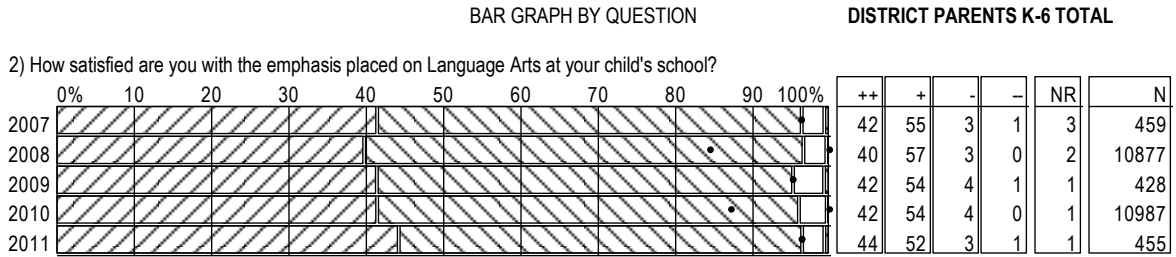 BAR GRAPH BY QUESTION DISTRICT PARENTS K-6 TOTAL
2) How satisfied are you with the emphasis placed on Language Arts at your child's school?
0% 10 20 30 40 50 60 70 80 90 100% ++ + - -- NR N
2007 42 55 3 1 3 459
2008 40 57 3 0 2 10877
2009 42 54 4 1 1 428
2010 42 54 4 0 1 10987
2011 44 52 3 1 1 455